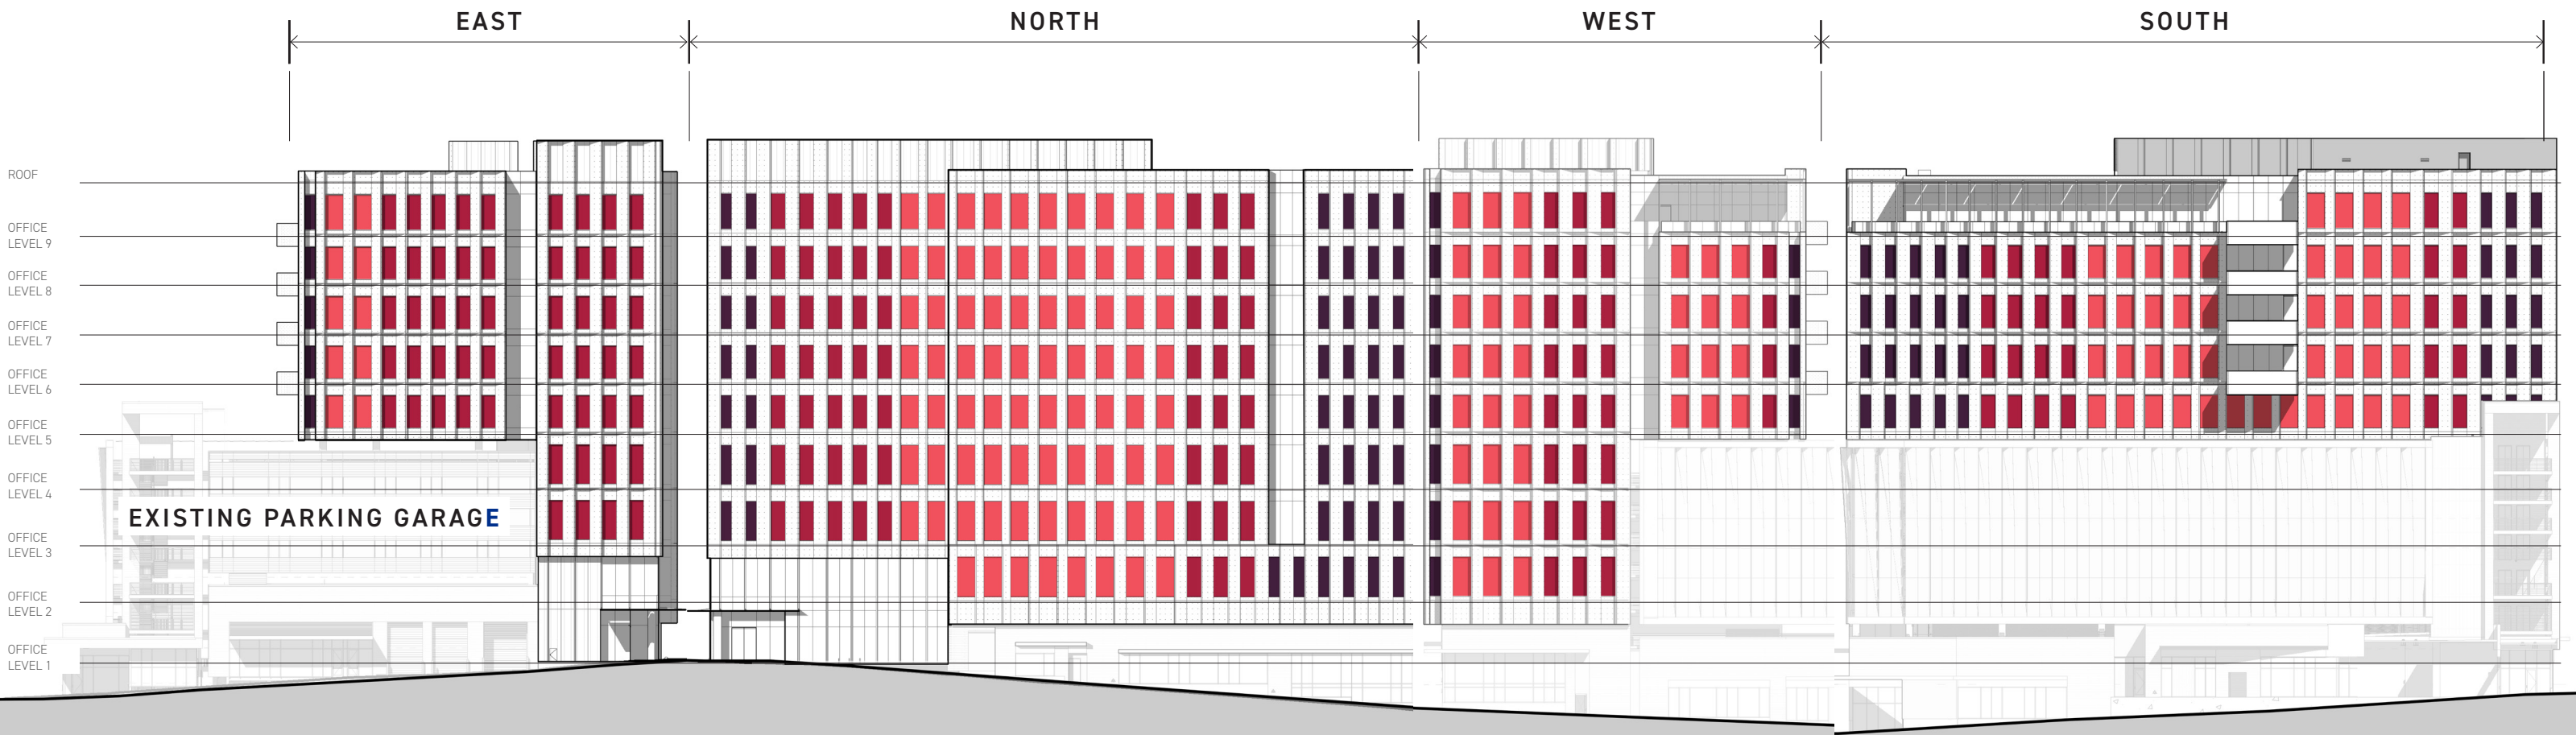 EAST
NORTH
WEST
SOUTH
ROOF
OFFICE
LEVEL 9
OFFICE
LEVEL 8
OFFICE
LEVEL 7
OFFICE
LEVEL 6
OFFICE
LEVEL 5
OFFICE
LEVEL 4
EXISTING PARKING GARAGE
OFFICE
LEVEL 3
OFFICE
LEVEL 2
OFFICE
LEVEL 1